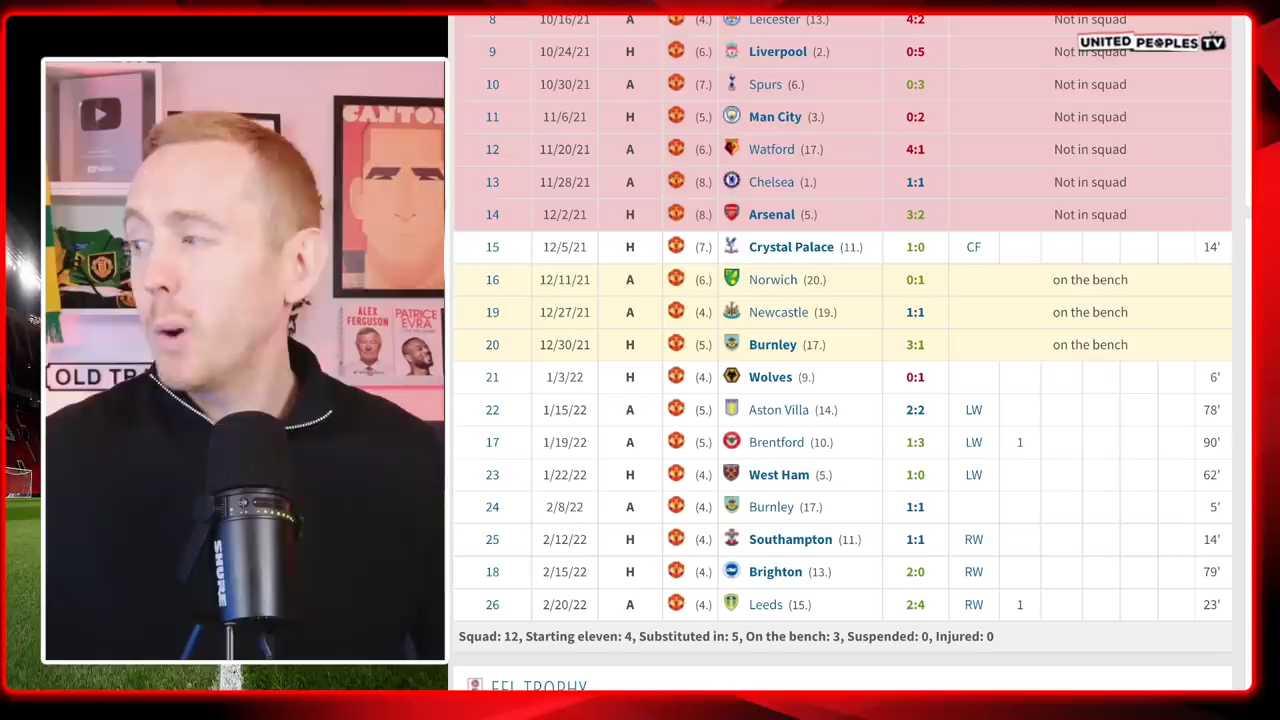 8 10/16/21 A (4.) Leicester (13.) 4:2 Not in squad
UNITED PEOPLES TV
9 10/24/21 H (6.) Liverpool (2.) 0:5 Not in squad
10 10/30/21 A (7.) Spurs (6.) 0:3 Not in squad
11 11/6/21 H (5.) Man City (3.) 0:2 Not in squad
12 11/20/21 A (6.) Watford (17.) 4:1 Not in squad
13 11/28/21 A (8.) Chelsea (1.) 1:1 Not in squad
14 12/2/21 H (8.) Arsenal (5.) 3:2 Not in squad
15 12/5/21 H (7.) Crystal Palace (11.) 1:0 CF 14'
16 12/11/21 A (6.) Norwich (20.) 0:1 on the bench
19 12/27/21 A (4.) Newcastle (19.) 1:1 on the bench
20 12/30/21 H (5.) Burnley (17.) 3:1 on the bench
21 1/3/22 H (4.) Wolves (9.) 0:1 6'
22 1/15/22 A (5.) Aston Villa (14.) 2:2 LW 78'
17 1/19/22 A (5.) Brentford (10.) 1:3 LW 1 90'
23 1/22/22 H (4.) West Ham (5.) 1:0 LW 62'
24 2/8/22 A (4.) Burnley (17.) 1:1 5'
25 2/12/22 H (4.) Southampton (11.) 1:1 RW 14'
18 2/15/22 H (4.) Brighton (13.) 2:0 RW 79'
26 2/20/22 A (4.) Leeds (15.) 2:4 RW 1 23'
Squad: 12, Starting eleven: 4, Substituted in: 5, On the bench: 3, Suspended: 0, Injured: 0
EFL TROPHY
CANTON
YouTube
ALEX
FERGUSON
PATRICE
EVRA
OLD TRA
SHURE